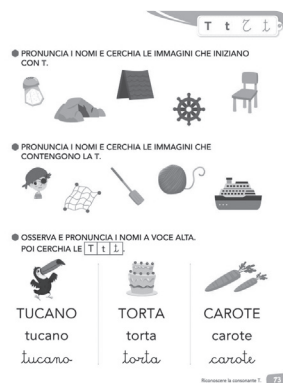 T t T t
PRONUNCIA I NOMI E CERCHIA LE IMMAGINI CHE INIZIANO
CON T.
PRONUNCIA I NOMI E CERCHIA LE IMMAGINI CHE
CONTENGONO LA T.
OSSERVA E PRONUNCIA I NOMI A VOCE ALTA.
POI CERCHIA LE T t t.
TUCANO TORTA CAROTE
tucano torta carote
tucano torta carote
Riconoscere la consonante T. 73